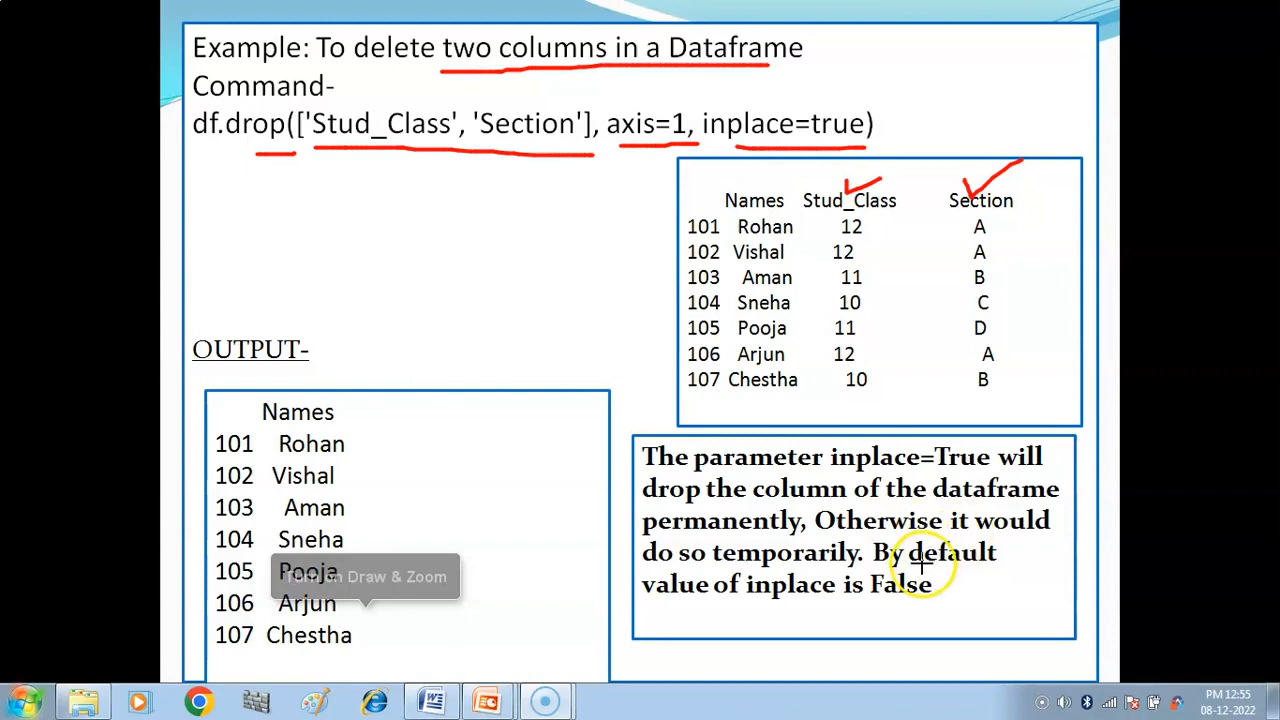 Example: To delete two columns in a Dataframe
Command-
df.drop(['Stud_Class', 'Section'], axis=1, inplace=true)
Names Stud_Class Section
101 Rohan 12 A
102 Vishal 12 A
103 Aman 11 B
104 Sneha 10 C
105 Pooja 11 D
106 Arjun 12 A
107 Chestha 10 B
OUTPUT-
Names
101 Rohan
102 Vishal
103 Aman
104 Sneha
105 Pooja
106 Arjun
107 Chestha
Turn on Draw & Zoom
The parameter inplace=True will
drop the column of the dataframe
permanently, Otherwise it would
do so temporarily. By default
value of inplace is False
PM 12:55
08-12-2022